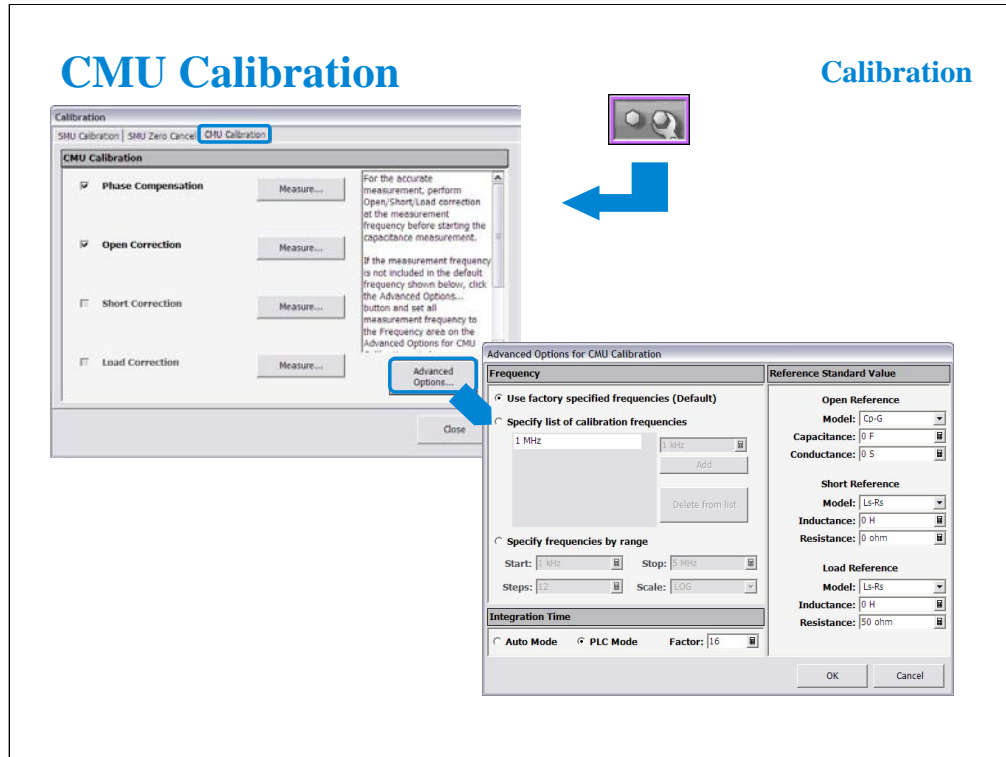 CMU Calibration
Calibration
Calibration
SMU Calibration
SMU Zero Cancel
CMU Calibration
CMU Calibration
Phase Compensation
Measure...
Open Correction
Measure...
Short Correction
Measure...
Load Correction
Measure...
For the accurate
measurement, perform
Open/Short/Load correction
at the measurement
frequency before starting the
capacitance measurement.
If the measurement frequency
is not included in the default
frequency shown below, click
the Advanced Options...
button and set all
measurement frequency to
the Frequency area on the
Advanced Options for CMU
Advanced
Options...
Close
Advanced Options for CMU Calibration
Frequency
Use factory specified frequencies (Default)
Specify list of calibration frequencies
1 MHz
1 kHz
Add
Delete from list
Specify frequencies by range
Start: 1 kHz
Stop: 5 MHz
Steps: 12
Scale: LOG
Integration Time
Auto Mode
PLC Mode
Factor: 16
Reference Standard Value
Open Reference
Model: Cp-G
Capacitance: 0 F
Conductance: 0 S
Short Reference
Model: Ls-Rs
Inductance: 0 H
Resistance: 0 ohm
Load Reference
Model: Ls-Rs
Inductance: 0 H
Resistance: 50 ohm
OK
Cancel